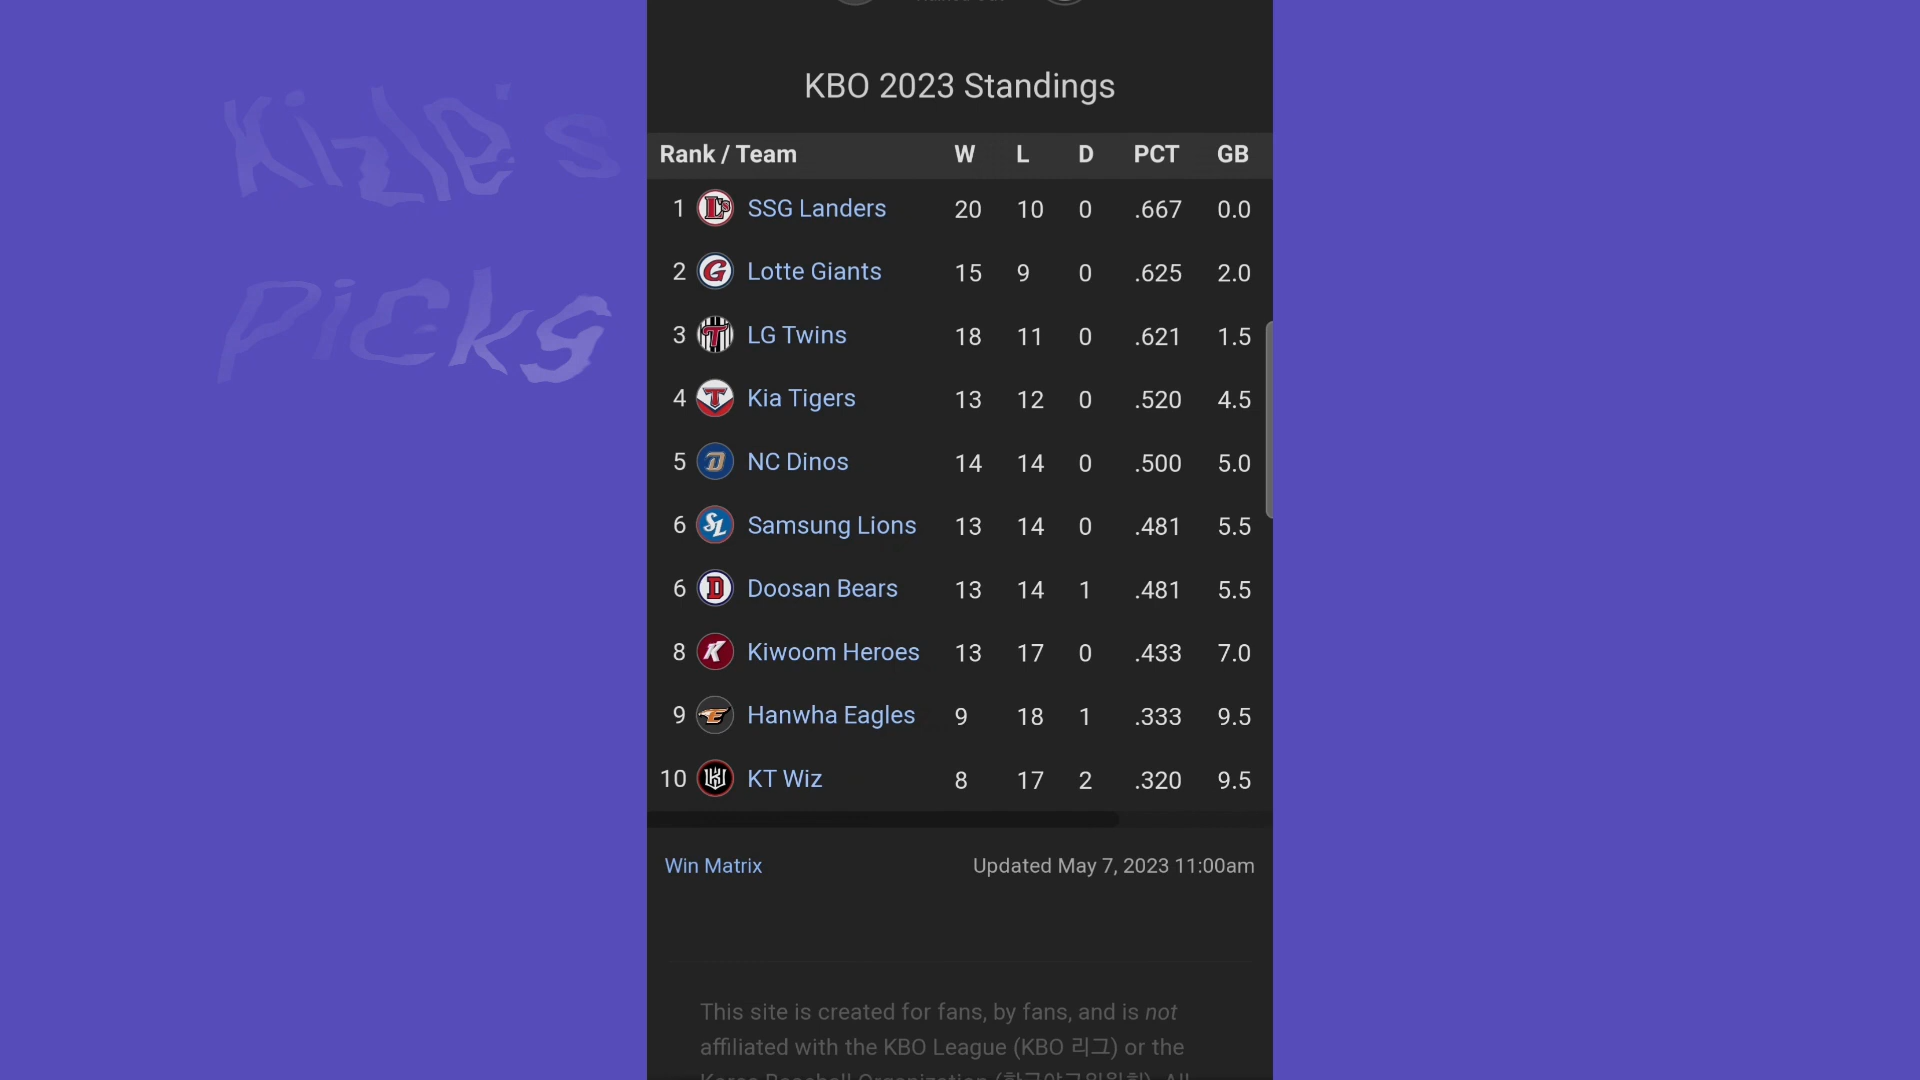 Kizle's
Picks
KBO 2023 Standings
Rank / Team W L D PCT GB
1 SSG Landers 20 10 0 .667 0.0
2 Lotte Giants 15 9 0 .625 2.0
3 LG Twins 18 11 0 .621 1.5
4 Kia Tigers 13 12 0 .520 4.5
5 NC Dinos 14 14 0 .500 5.0
6 Samsung Lions 13 14 0 .481 5.5
6 Doosan Bears 13 14 1 .481 5.5
8 Kiwoom Heroes 13 17 0 .433 7.0
9 Hanwha Eagles 9 18 1 .333 9.5
10 KT Wiz 8 17 2 .320 9.5
Win Matrix Updated May 7, 2023 11:00am
This site is created for fans, by fans, and is not
affiliated with the KBO League (KBO 리그) or the